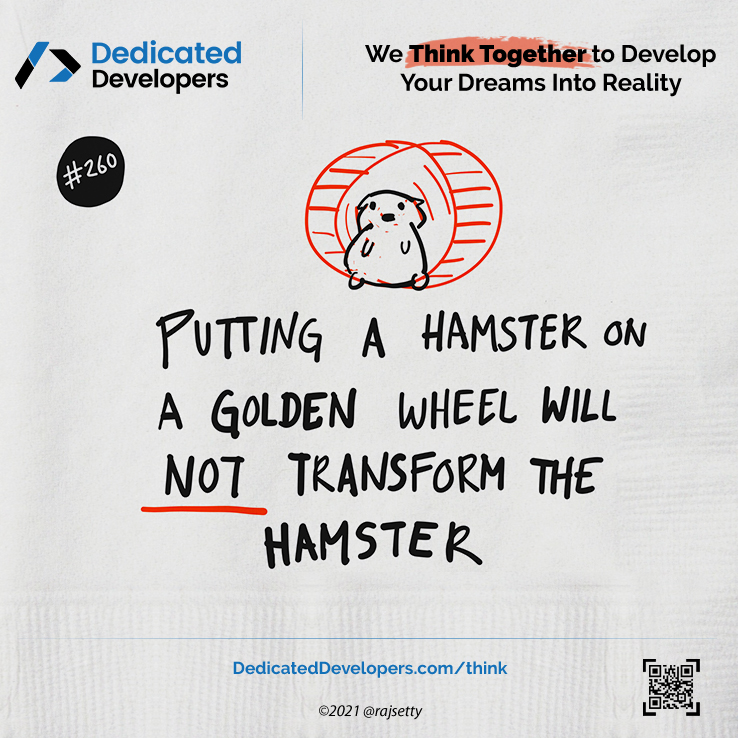 Dedicated
Developers
We Think Together to Develop
Your Dreams Into Reality
#260
PUTTING A HAMSTER ON
A GOLDEN WHEEL WILL
NOT TRANSFORM THE
HAMSTER
DedicatedDevelopers.com/think
©2021 @rajsetty